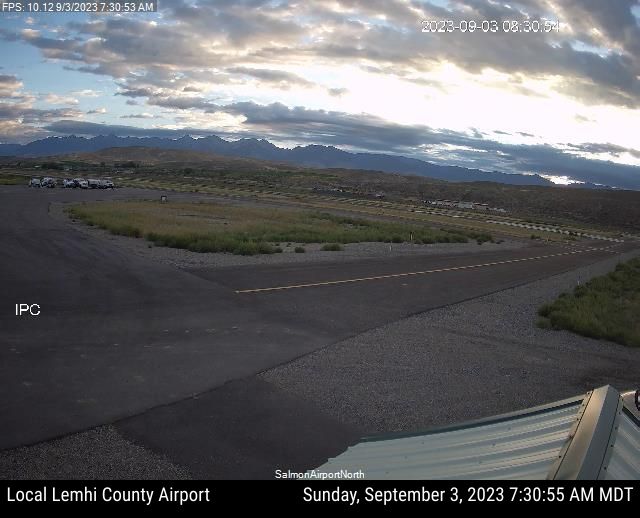 FPS: 10.12 9/3/2023 7:30:53 AM
2023-09-03 08:30:54
IPC
SalmonAirportNorth
Local Lemhi County Airport Sunday, September 3, 2023 7:30:55 AM MDT